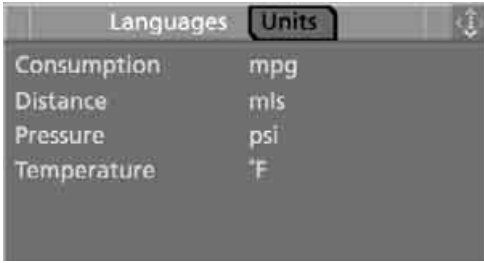 Languages Units
Consumption mpg
Distance mls
Pressure psi
Temperature °F